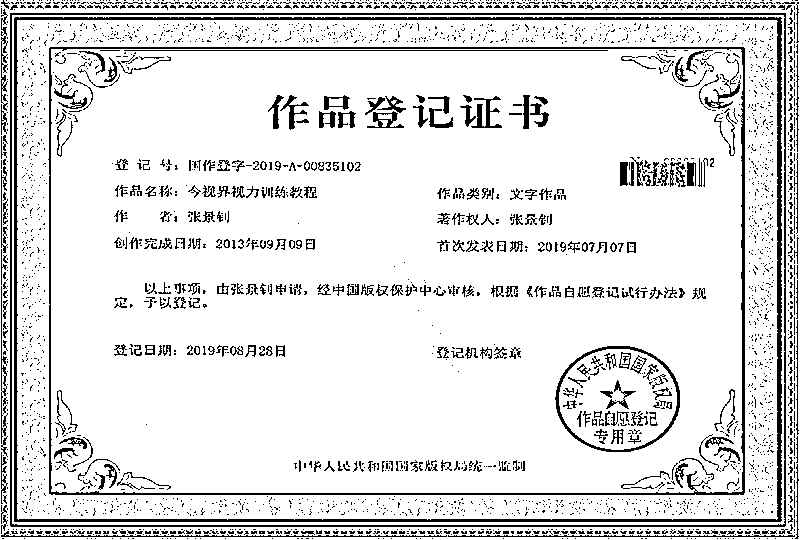 作品登记证书
登 记 号：国作登字-2019-A-00835102
作品名称：今视界视力训练教程
作品类别：文字作品
作 者：张景钊
著作权人：张景钊
创作完成日期：2013年09月09日
首次发表日期：2019年07月07日
以上事项，由张景钊申请，经中国版权保护中心审核，根据《作品自愿登记试行办法》规
定，予以登记。
登记日期：2019年08月28日
登记机构签章
中华人民共和国国家版权局
作品自愿登记
专用章
中华人民共和国国家版权局统一监制